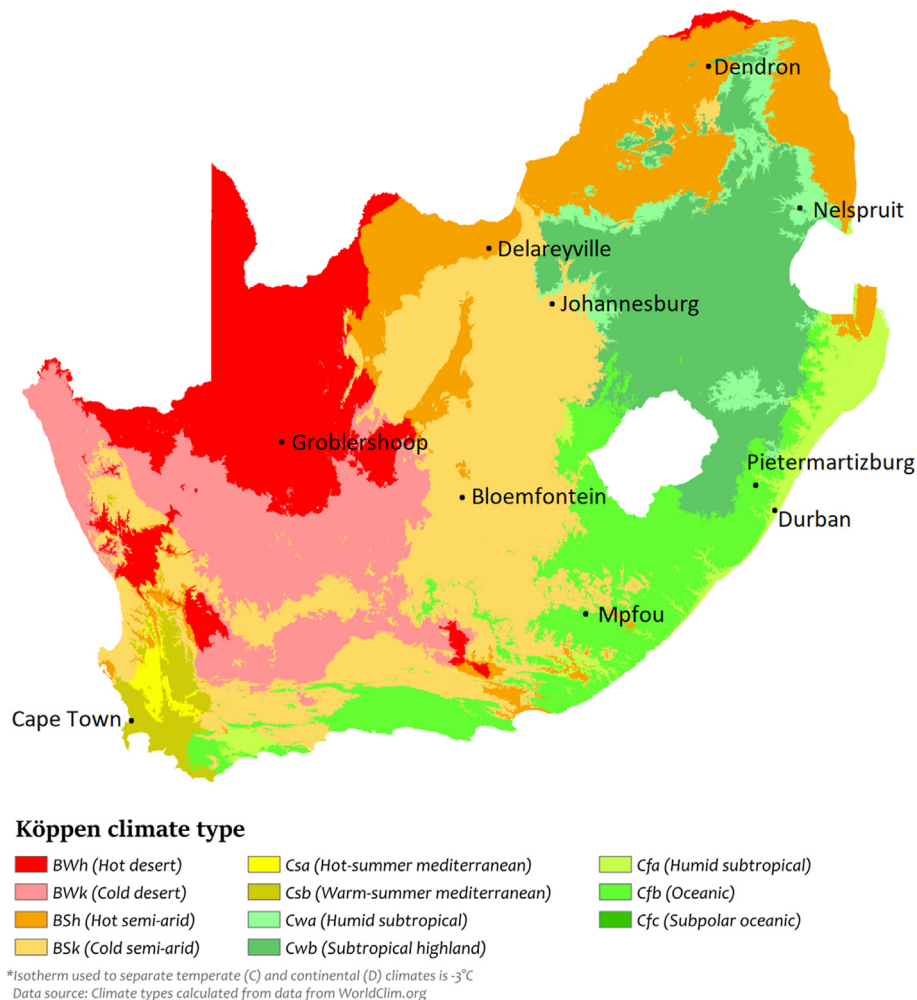 Dendron
Nelspruit
Delareyville
Johannesburg
Groblershoop
Pietermartizburg
Bloemfontein
Durban
Mpfou
Cape Town
Köppen climate type
BWh (Hot desert)
BWk (Cold desert)
BSh (Hot semi-arid)
BSk (Cold semi-arid)
Csa (Hot-summer mediterranean)
Csb (Warm-summer mediterranean)
Cwa (Humid subtropical)
Cwb (Subtropical highland)
Cfa (Humid subtropical)
Cfb (Oceanic)
Cfc (Subpolar oceanic)
*Isotherm used to separate temperate (C) and continental (D) climates is -3°C
Data source: Climate types calculated from data from WorldClim.org